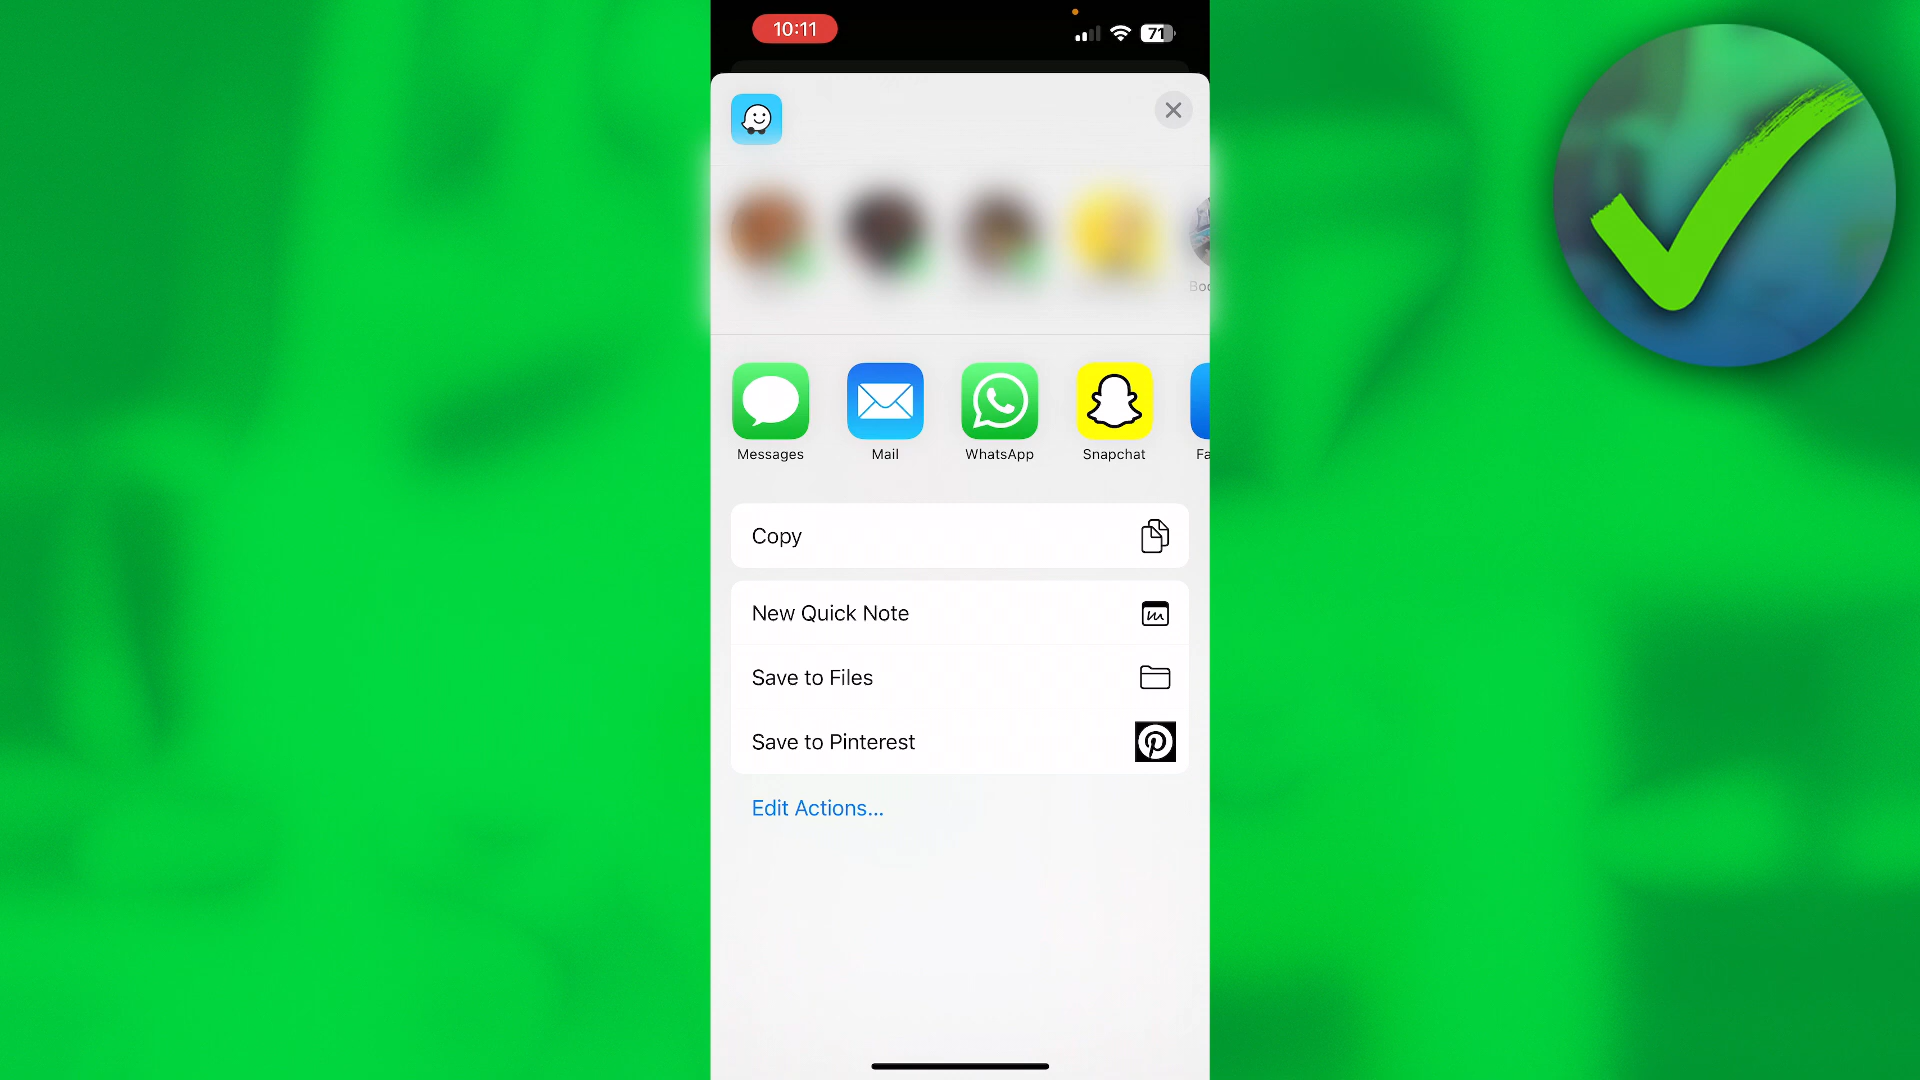 10:11
71
Messages
Mail
WhatsApp
Snapchat
Copy
New Quick Note
Save to Files
Save to Pinterest
Edit Actions...